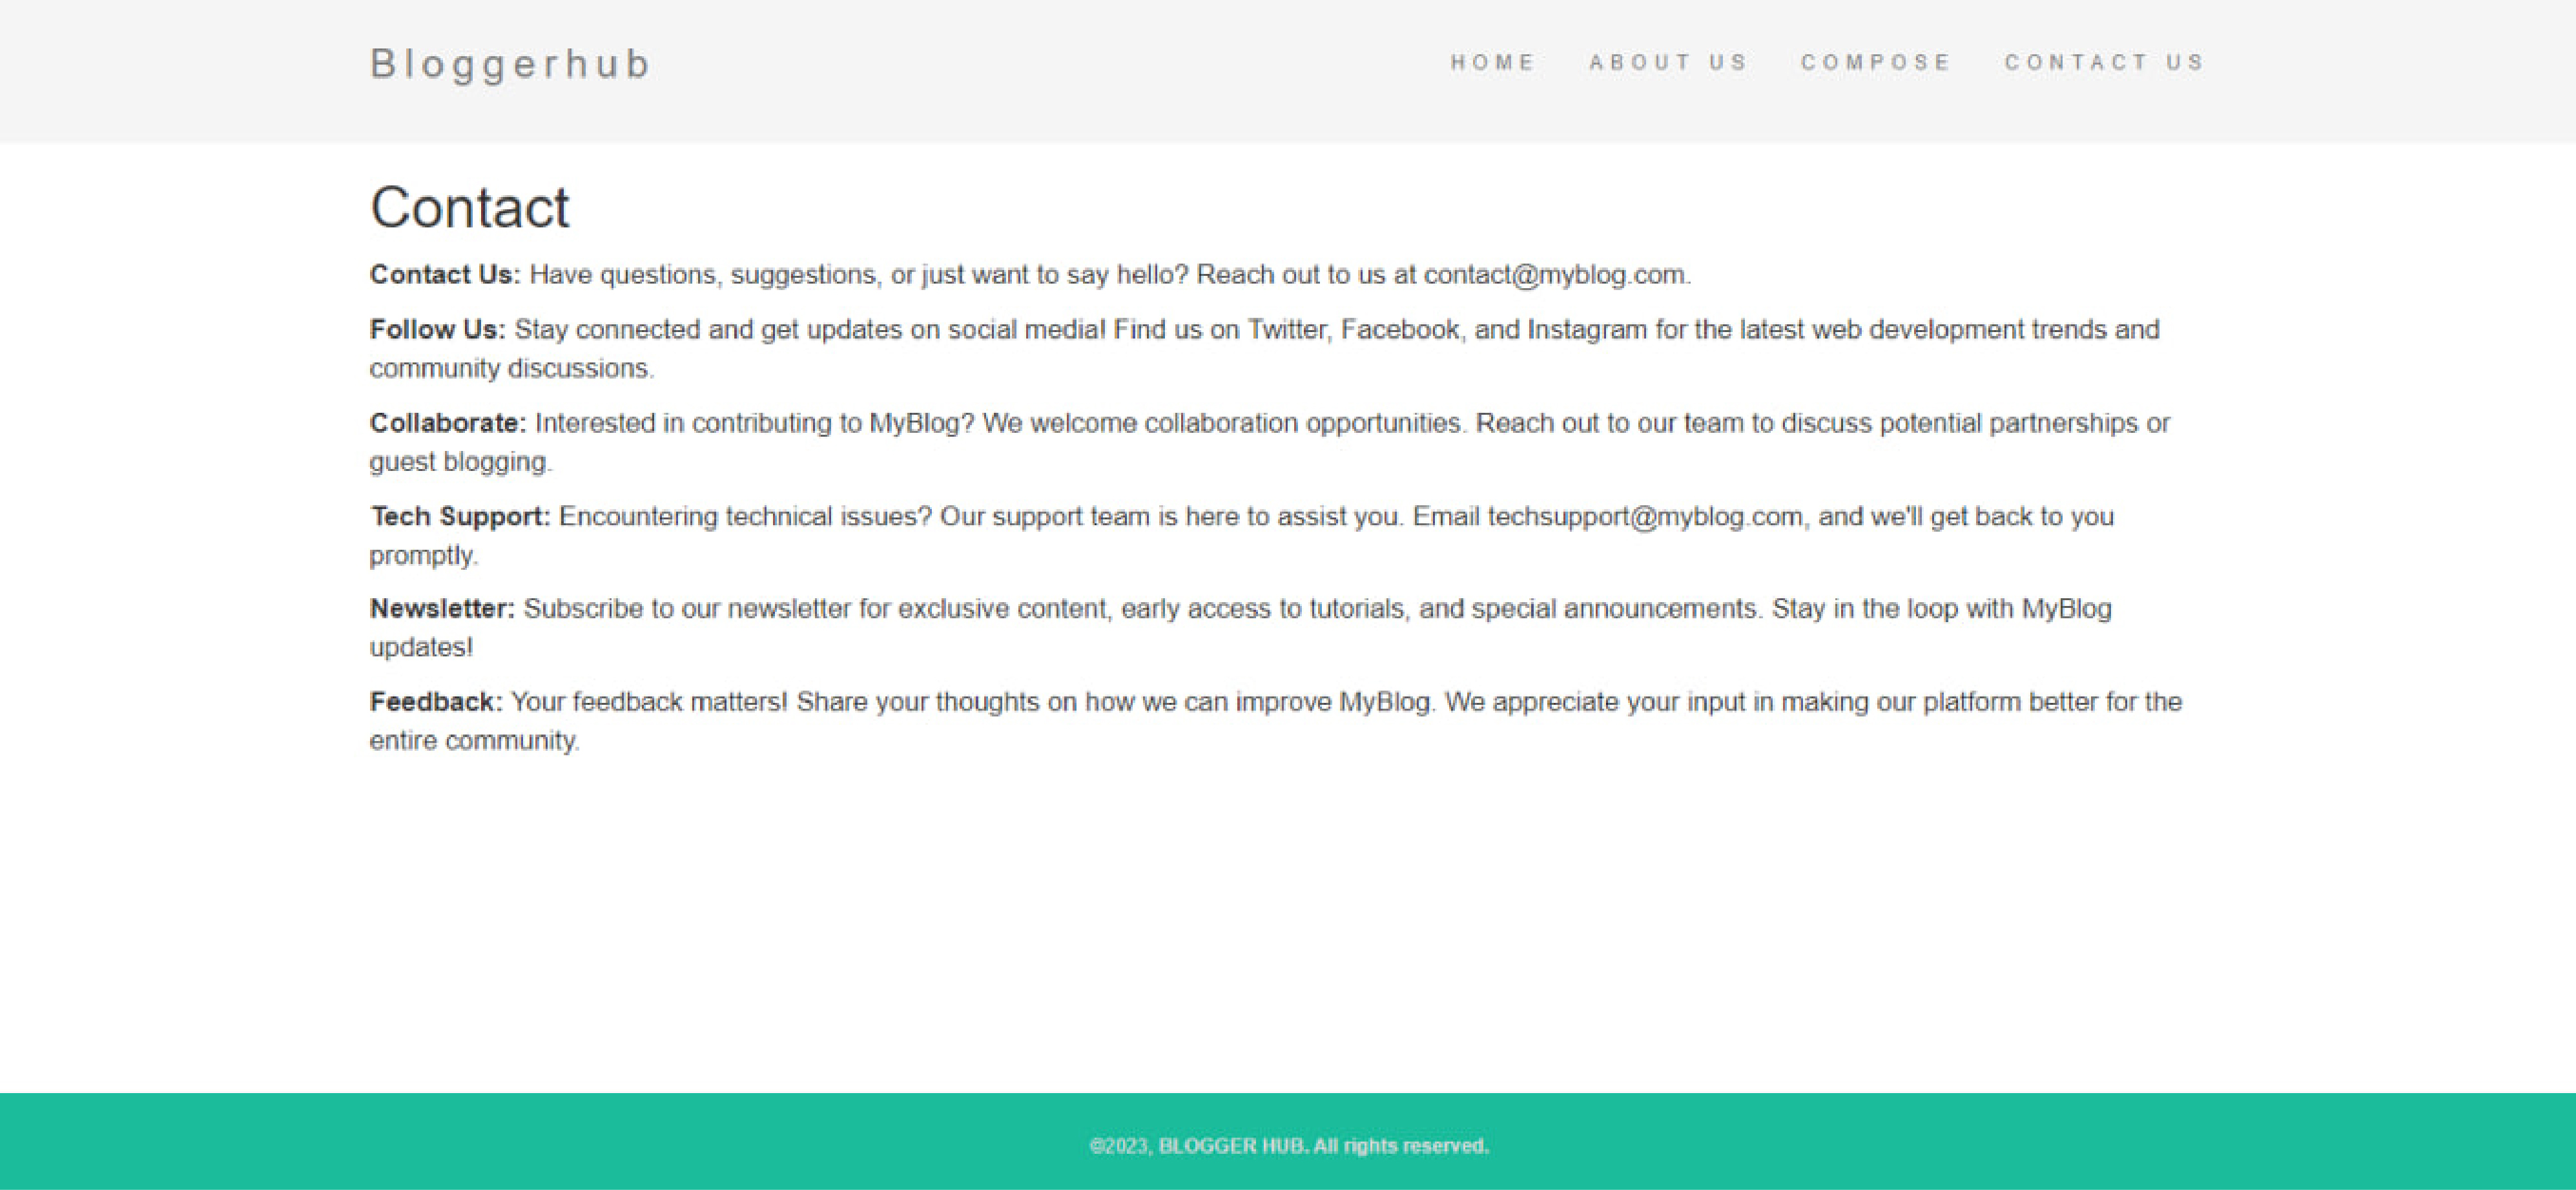 Bloggerhub
HOME ABOUT US COMPOSE CONTACT US
Contact
Contact Us: Have questions, suggestions, or just want to say hello? Reach out to us at contact@myblog.com.
Follow Us: Stay connected and get updates on social media! Find us on Twitter, Facebook, and Instagram for the latest web development trends and
community discussions.
Collaborate: Interested in contributing to MyBlog? We welcome collaboration opportunities. Reach out to our team to discuss potential partnerships or
guest blogging.
Tech Support: Encountering technical issues? Our support team is here to assist you. Email techsupport@myblog.com, and we'll get back to you
promptly.
Newsletter: Subscribe to our newsletter for exclusive content, early access to tutorials, and special announcements. Stay in the loop with MyBlog
updates!
Feedback: Your feedback matters! Share your thoughts on how we can improve MyBlog. We appreciate your input in making our platform better for the
entire community.
©2023, BLOGGER HUB. All rights reserved.